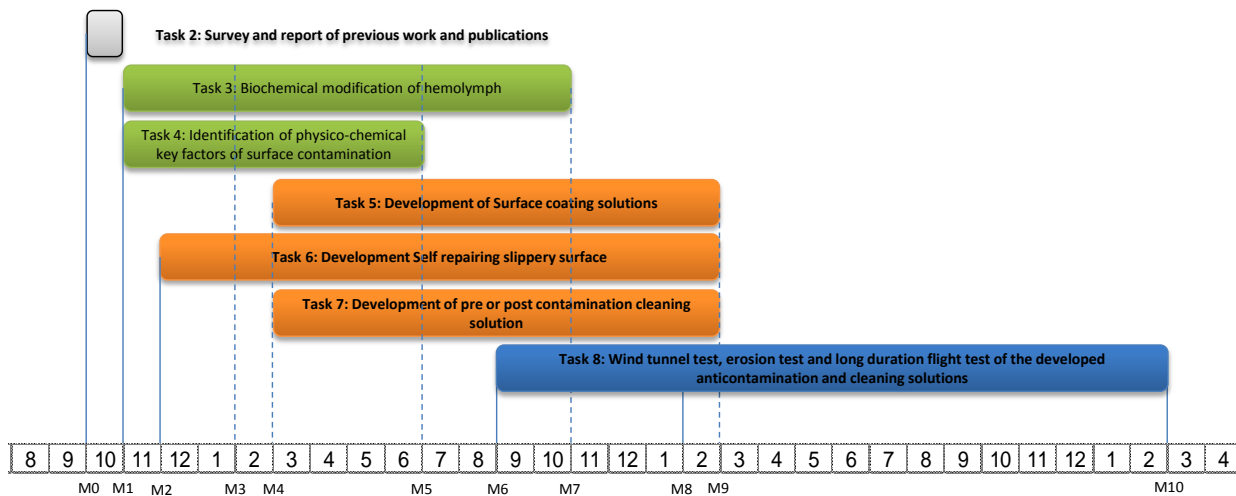 Task 2: Survey and report of previous work and publications
Task 3: Biochemical modification of hemolymph
Task 4: Identification of physico-chemical
key factors of surface contamination
Task 5: Development of Surface coating solutions
Task 6: Development Self repairing slippery surface
Task 7: Development of pre or post contamination cleaning
solution
Task 8: Wind tunnel test, erosion test and long duration flight test of the developed
anticontamination and cleaning solutions
8 9 10 11 12 1 2 3 4 5 6 7 8 9 10 11 12 1 2 3 4 5 6 7 8 9 10 11 12 1 2 3 4
M0 M1 M2 M3 M4 M5 M6 M7 M8 M9 M10